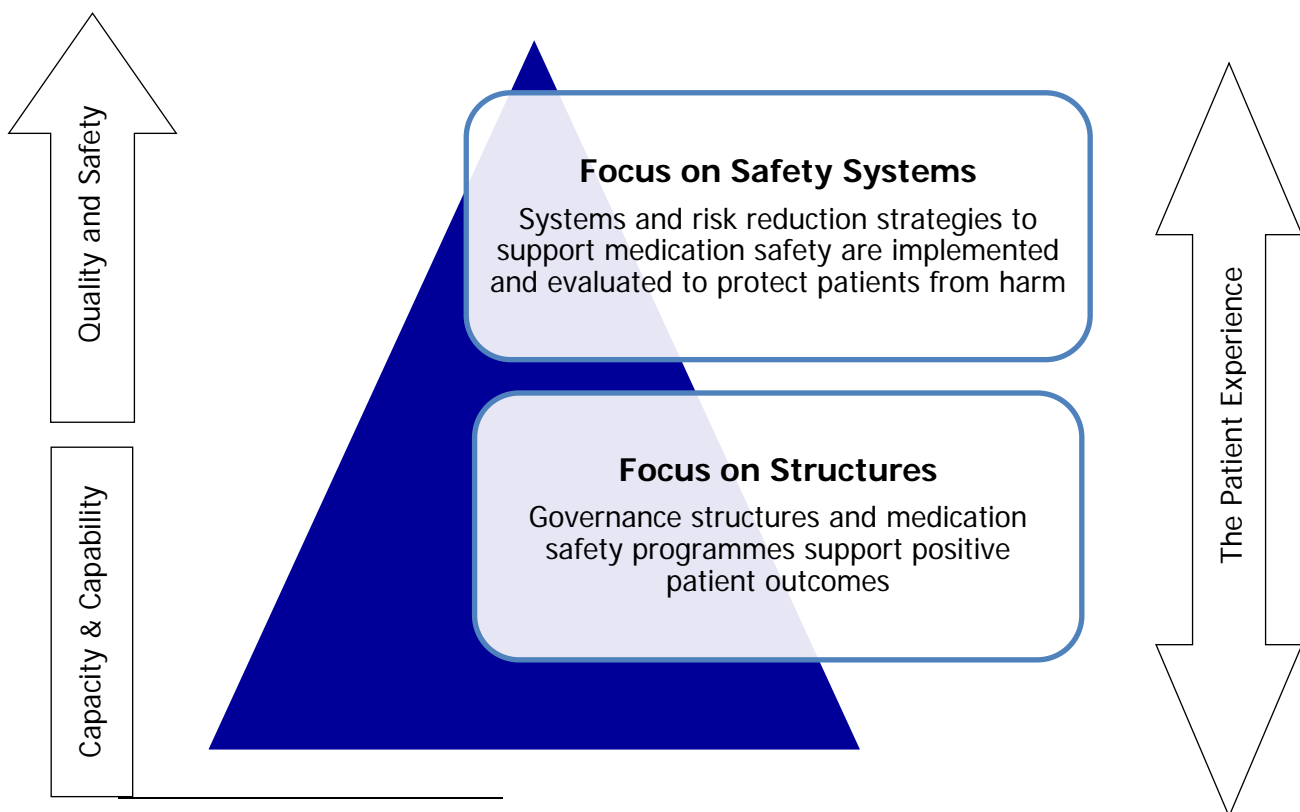 Quality and Safety
Capacity & Capability
Focus on Safety Systems
Systems and risk reduction strategies to
support medication safety are implemented
and evaluated to protect patients from harm
Focus on Structures
Governance structures and medication
safety programmes support positive
patient outcomes
The Patient Experience